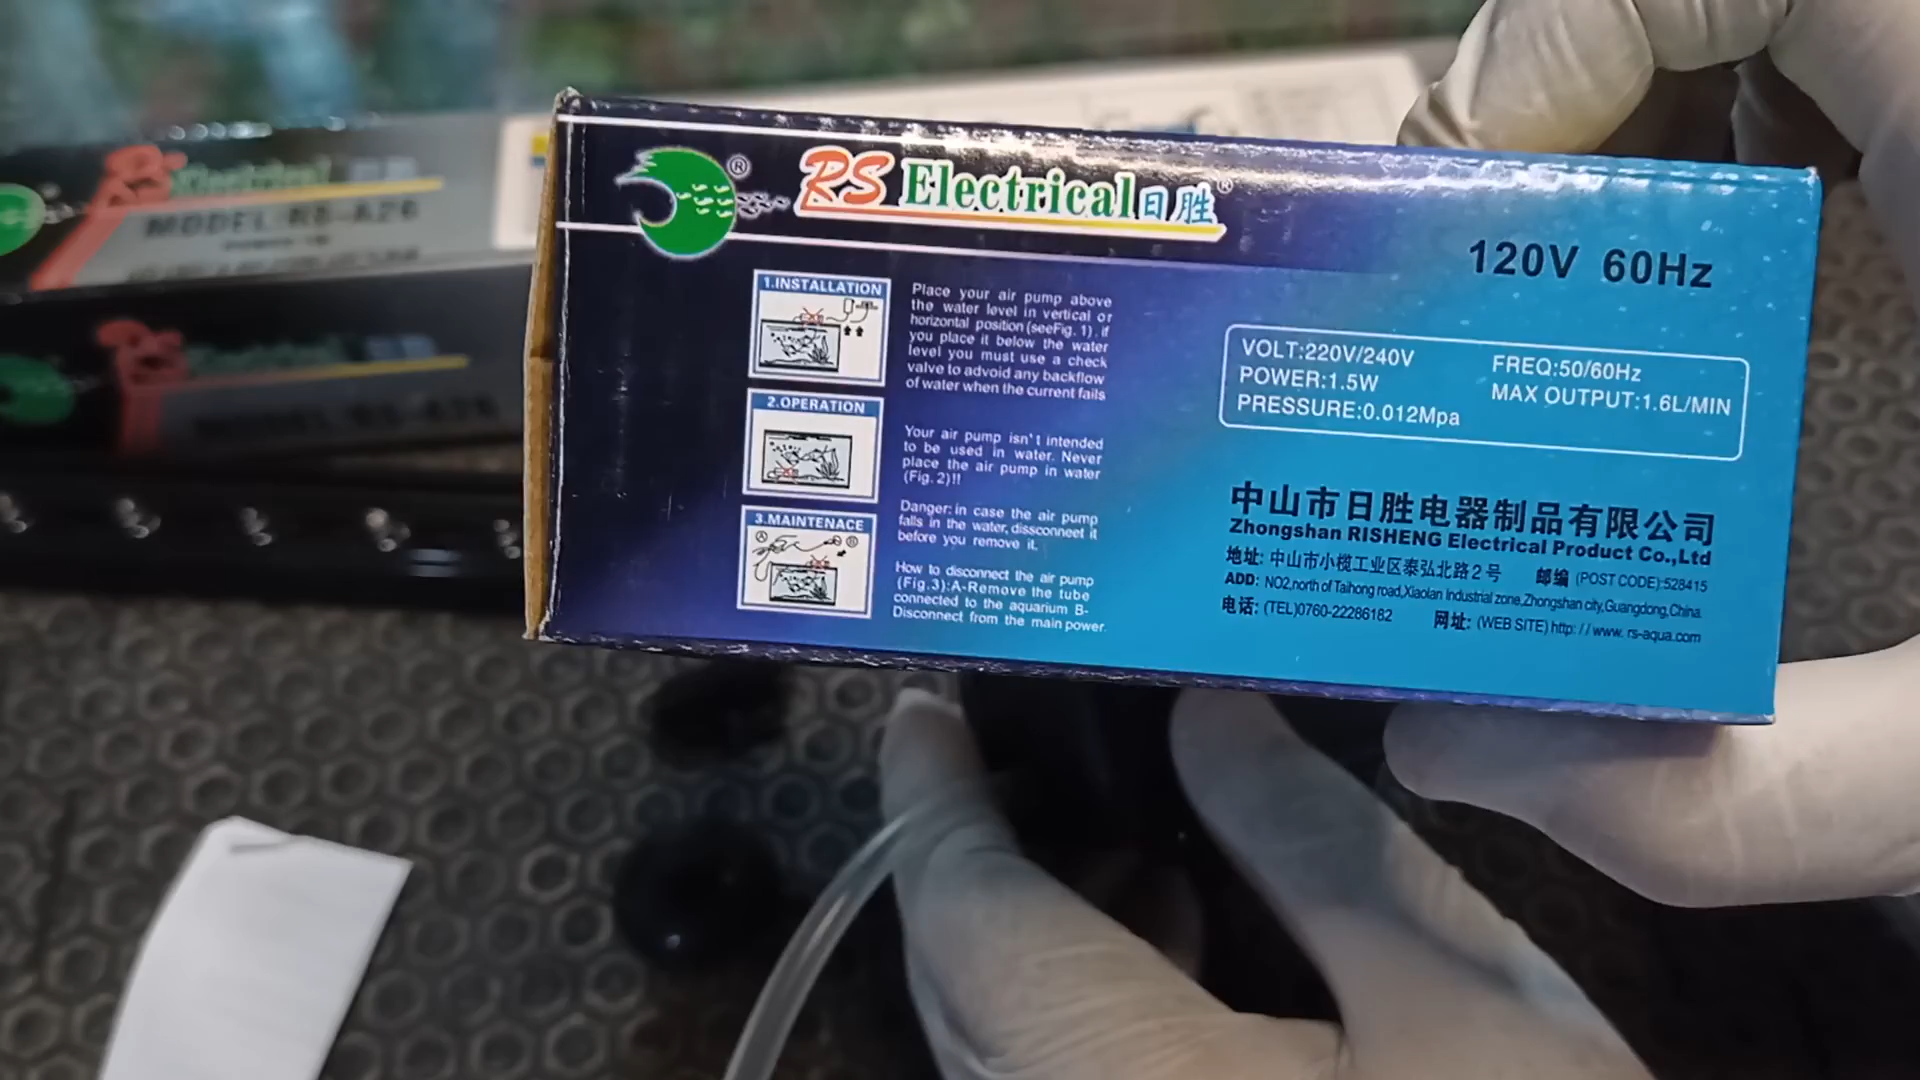 RS Electrical日胜®
®
120V 60Hz
1.INSTALLATION
Place your air pump above
the water level in vertical or
horizontal position (seeFig. 1). if
you place it below the water
level you must use a check
valve to advoid any backflow
of water when the current fails
2.OPERATION
Your air pump isn't intended
to be used in water. Never
place the air pump in water
(Fig. 2)!!
3.MAINTENACE
Danger: in case the air pump
falls in the water, dissconneet it
before you remove it.
How to disconnect the air pump
(Fig.3):A-Remove the tube
connected to the aquarium B-
Disconnect from the main power.
VOLT:220V/240V
FREQ:50/60Hz
POWER:1.5W
MAX OUTPUT:1.6L/MIN
PRESSURE:0.012Mpa
中山市日胜电器制品有限公司
Zhongshan RISHENG Electrical Product Co.,Ltd
地址: 中山市小榄工业区泰弘北路2号 邮编 (POST CODE):528415
ADD: NO2,north of Taihong road,Xiaolan Industrial zone,Zhongshan city,Guangdong,China.
电话: (TEL)0760-22286182 网址: (WEB SITE) http: // www. rs-aqua.com
RS Electrical
MODEL:RS-A26